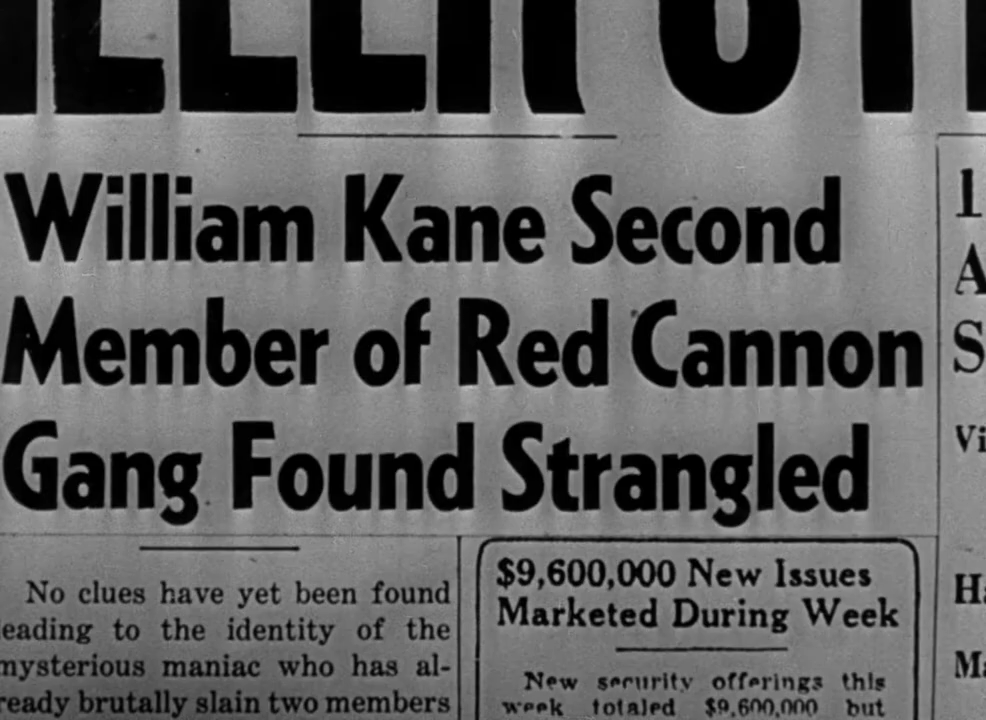 William Kane Second
Member of Red Cannon
Gang Found Strangled
No clues have yet been found
leading to the identity of the
mysterious maniac who has al-
ready brutally slain two members
$9,600,000 New Issues
Marketed During Week
New security offerings this
week totaled $9,600,000 but